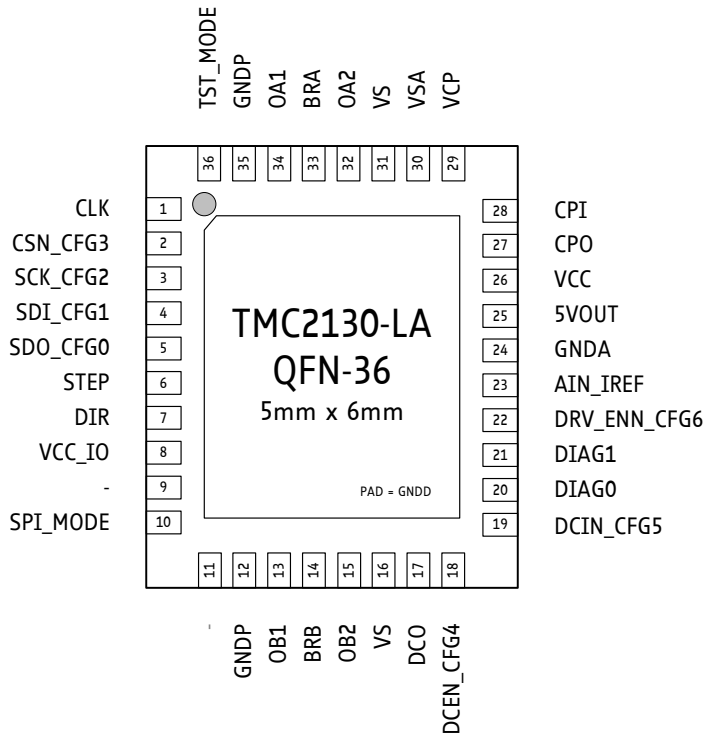 TST_MODE
GNDP
OA1
BRA
OA2
VS
VSA
VCP
36
35
34
33
32
31
30
29
CLK 1
CSN_CFG3 2
SCK_CFG2 3
SDI_CFG1 4
SDO_CFG0 5
STEP 6
DIR 7
VCC_IO 8
- 9
SPI_MODE 10
TMC2130-LA
QFN-36
5mm x 6mm
PAD = GNDD
28 CPI
27 CPO
26 VCC
25 5VOUT
24 GNDA
23 AIN_IREF
22 DRV_ENN_CFG6
21 DIAG1
20 DIAG0
19 DCIN_CFG5
11
12
13
14
15
16
17
18
-
GNDP
OB1
BRB
OB2
VS
DCO
DCEN_CFG4